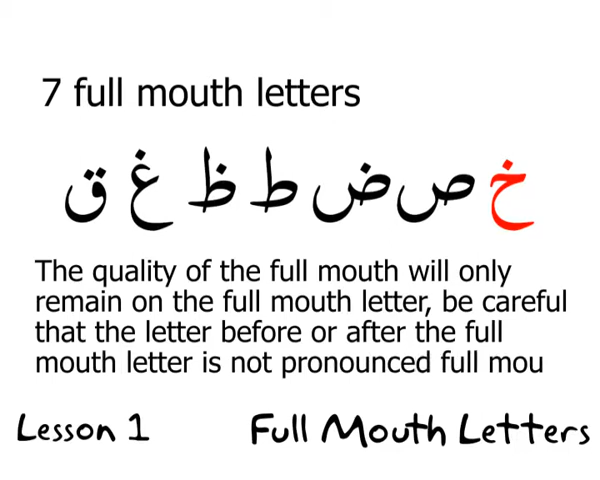 7 full mouth letters
خ ص ض ط ظ غ ق
The quality of the full mouth will only
remain on the full mouth letter, be careful
that the letter before or after the full
mouth letter is not pronounced full mou
Lesson 1 Full Mouth Letters